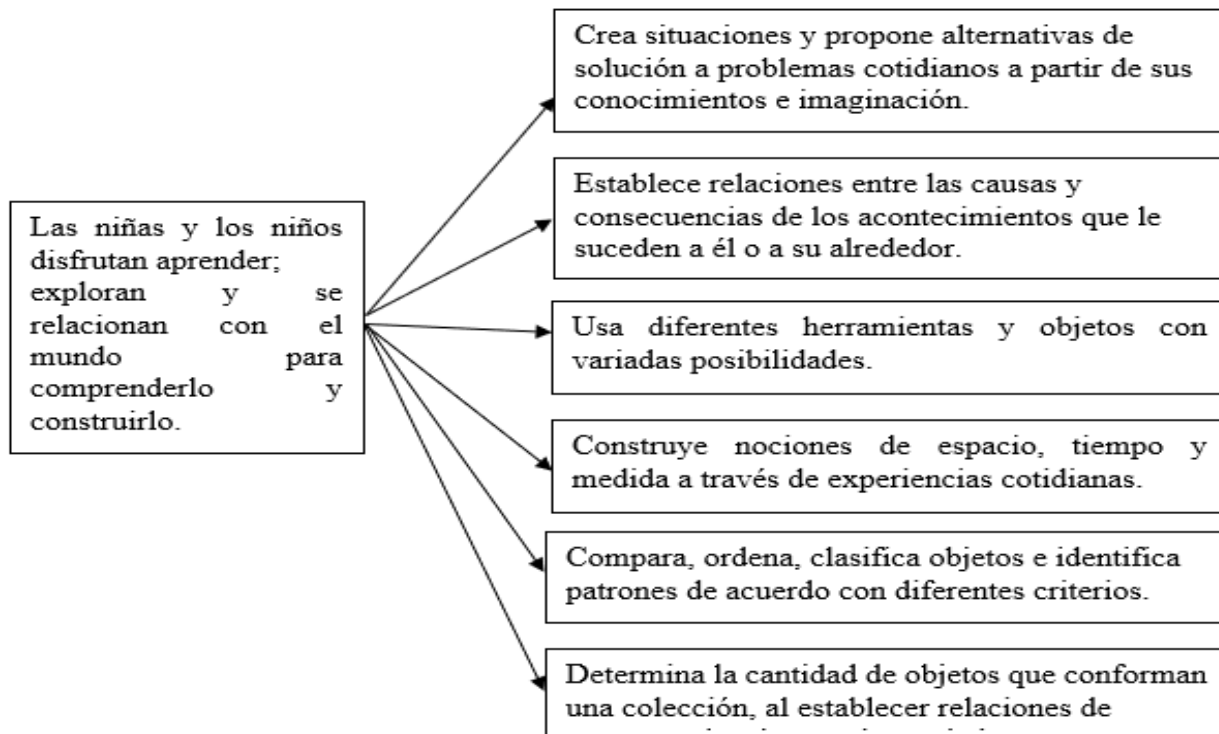 Las niñas y los niños
disfrutan aprender;
exploran y se
relacionan con el
mundo para
comprenderlo y
construirlo.
Crea situaciones y propone alternativas de
solución a problemas cotidianos a partir de sus
conocimientos e imaginación.
Establece relaciones entre las causas y
consecuencias de los acontecimientos que le
suceden a él o a su alrededor.
Usa diferentes herramientas y objetos con
variadas posibilidades.
Construye nociones de espacio, tiempo y
medida a través de experiencias cotidianas.
Compara, ordena, clasifica objetos e identifica
patrones de acuerdo con diferentes criterios.
Determina la cantidad de objetos que conforman
una colección, al establecer relaciones de